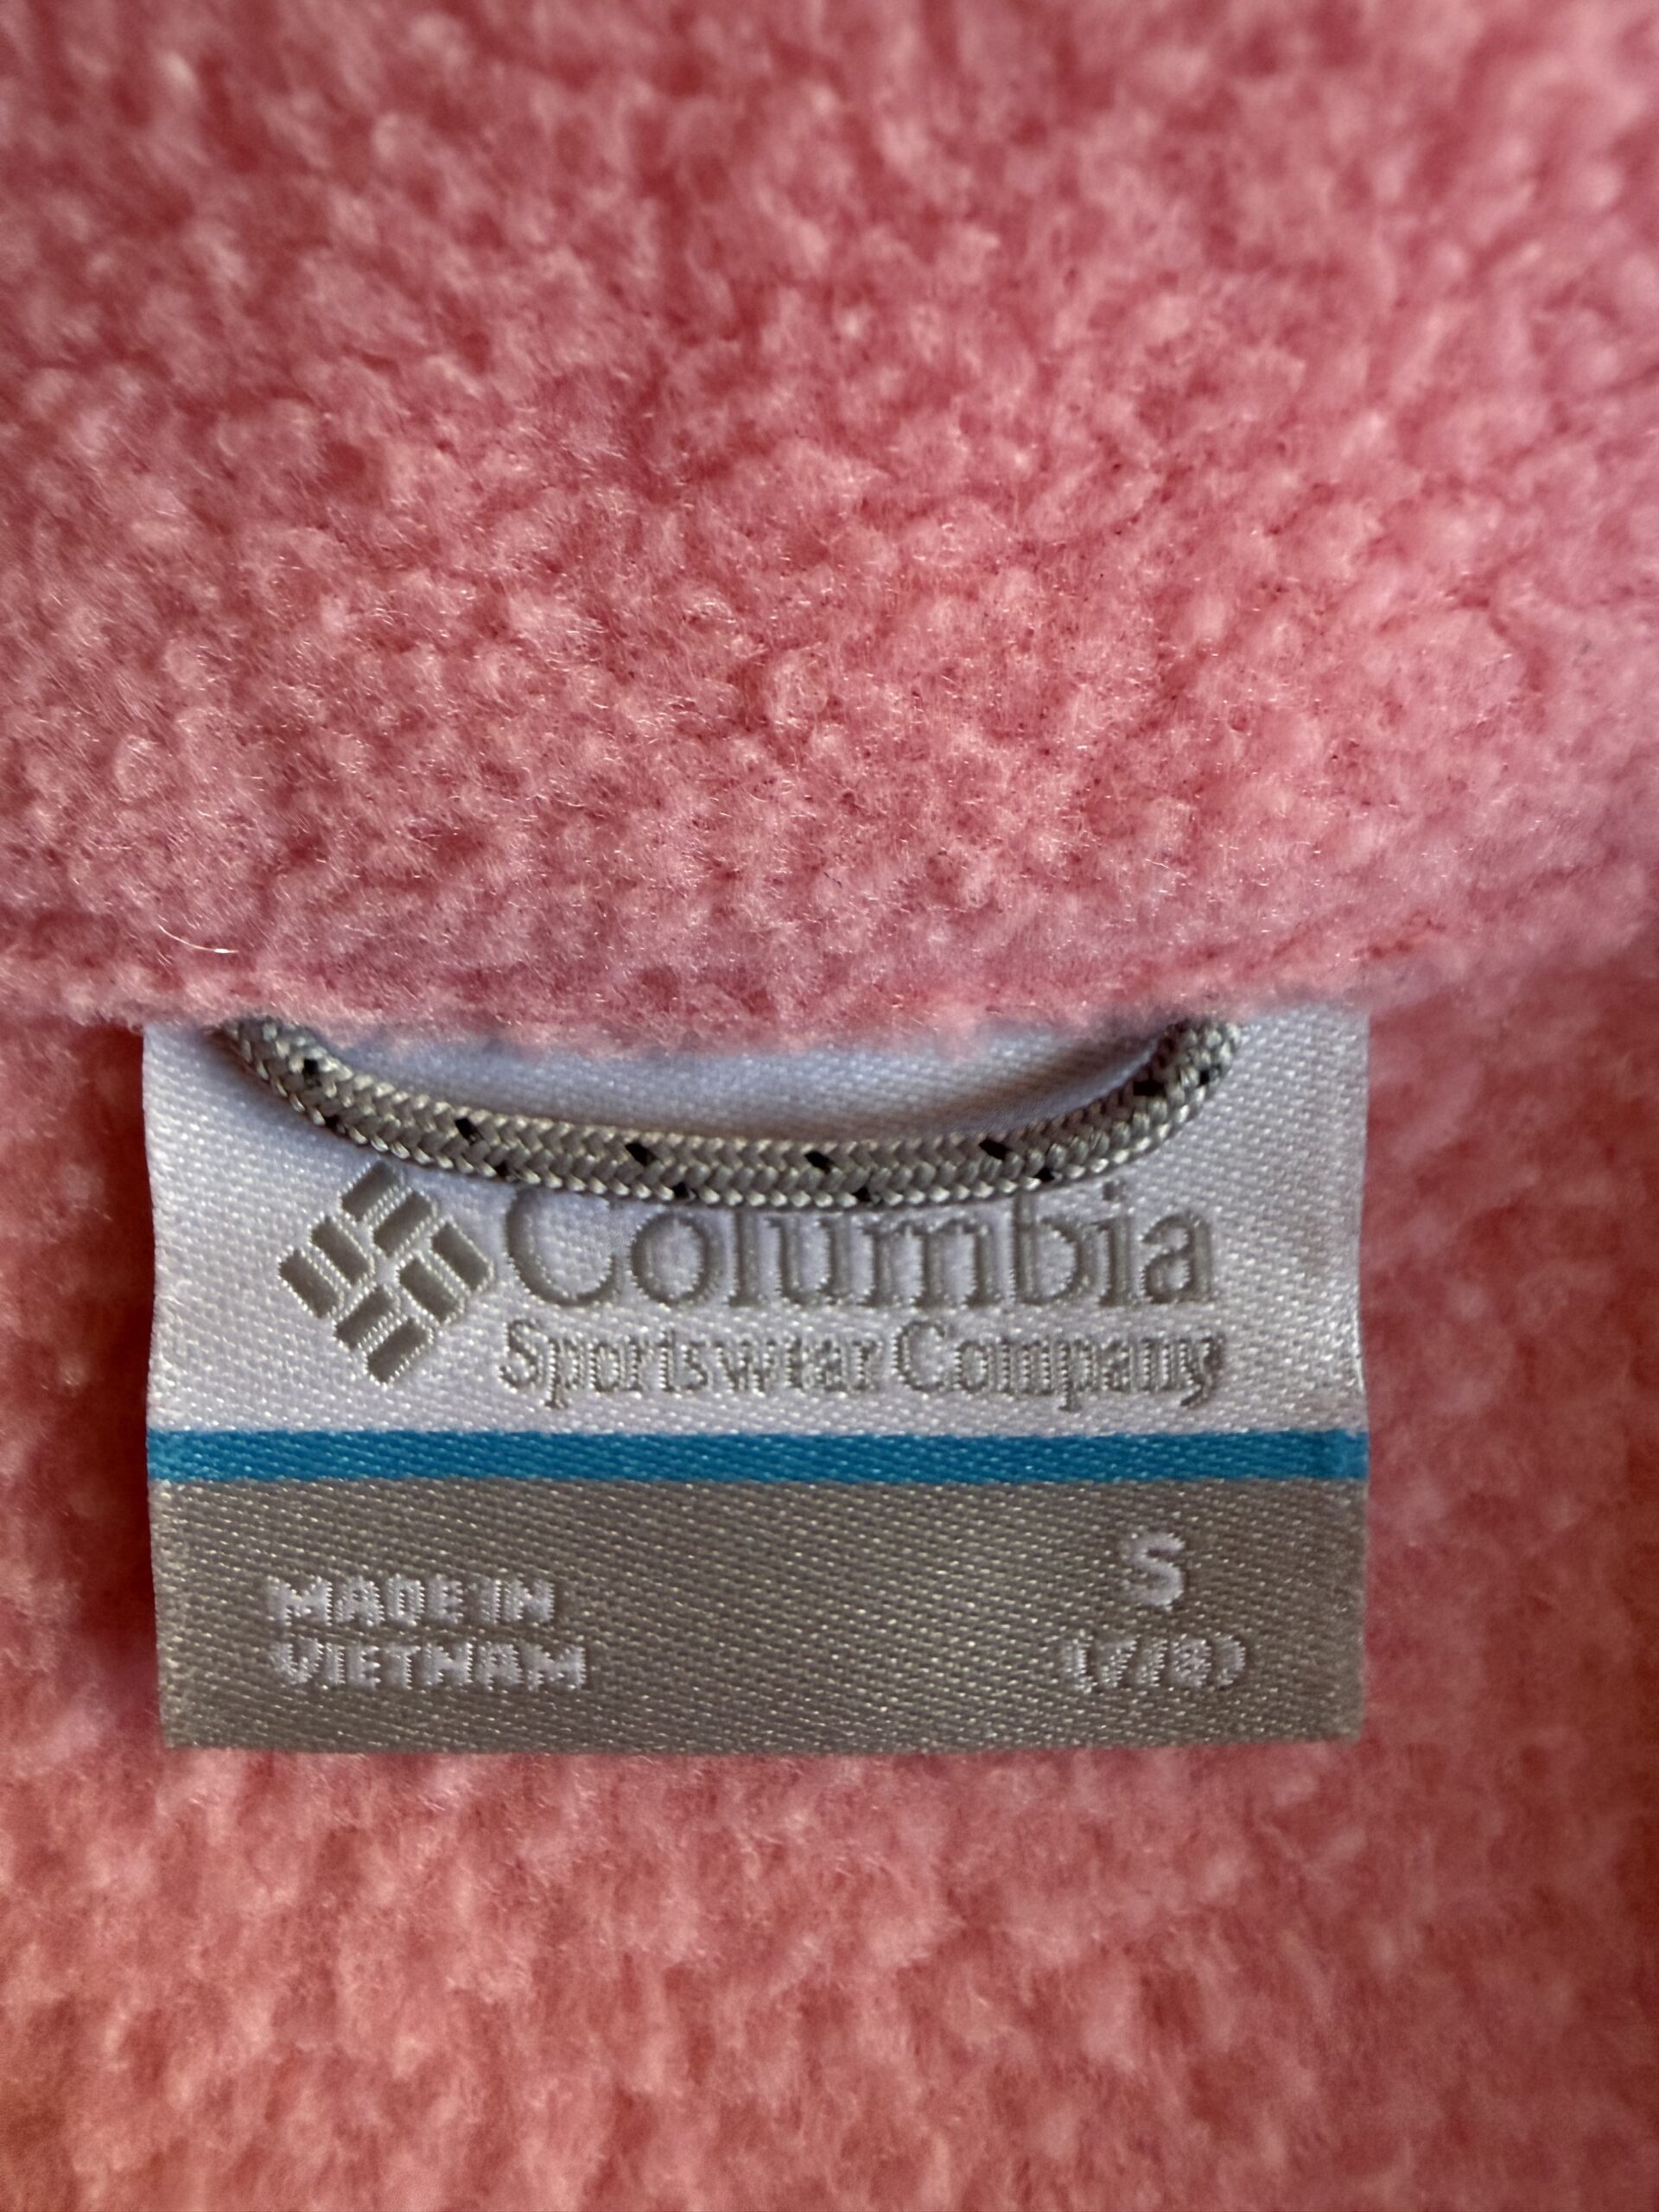 Columbia
Sportswear Company
MADE IN
VIETNAM
S
(7/8)